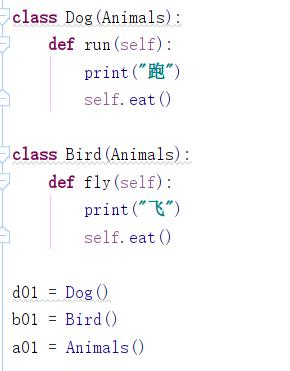 class Dog(Animals):
    def run(self):
        print("跑")
        self.eat()
class Bird(Animals):
    def fly(self):
        print("飞")
        self.eat()
d01 = Dog()
b01 = Bird()
a01 = Animals()